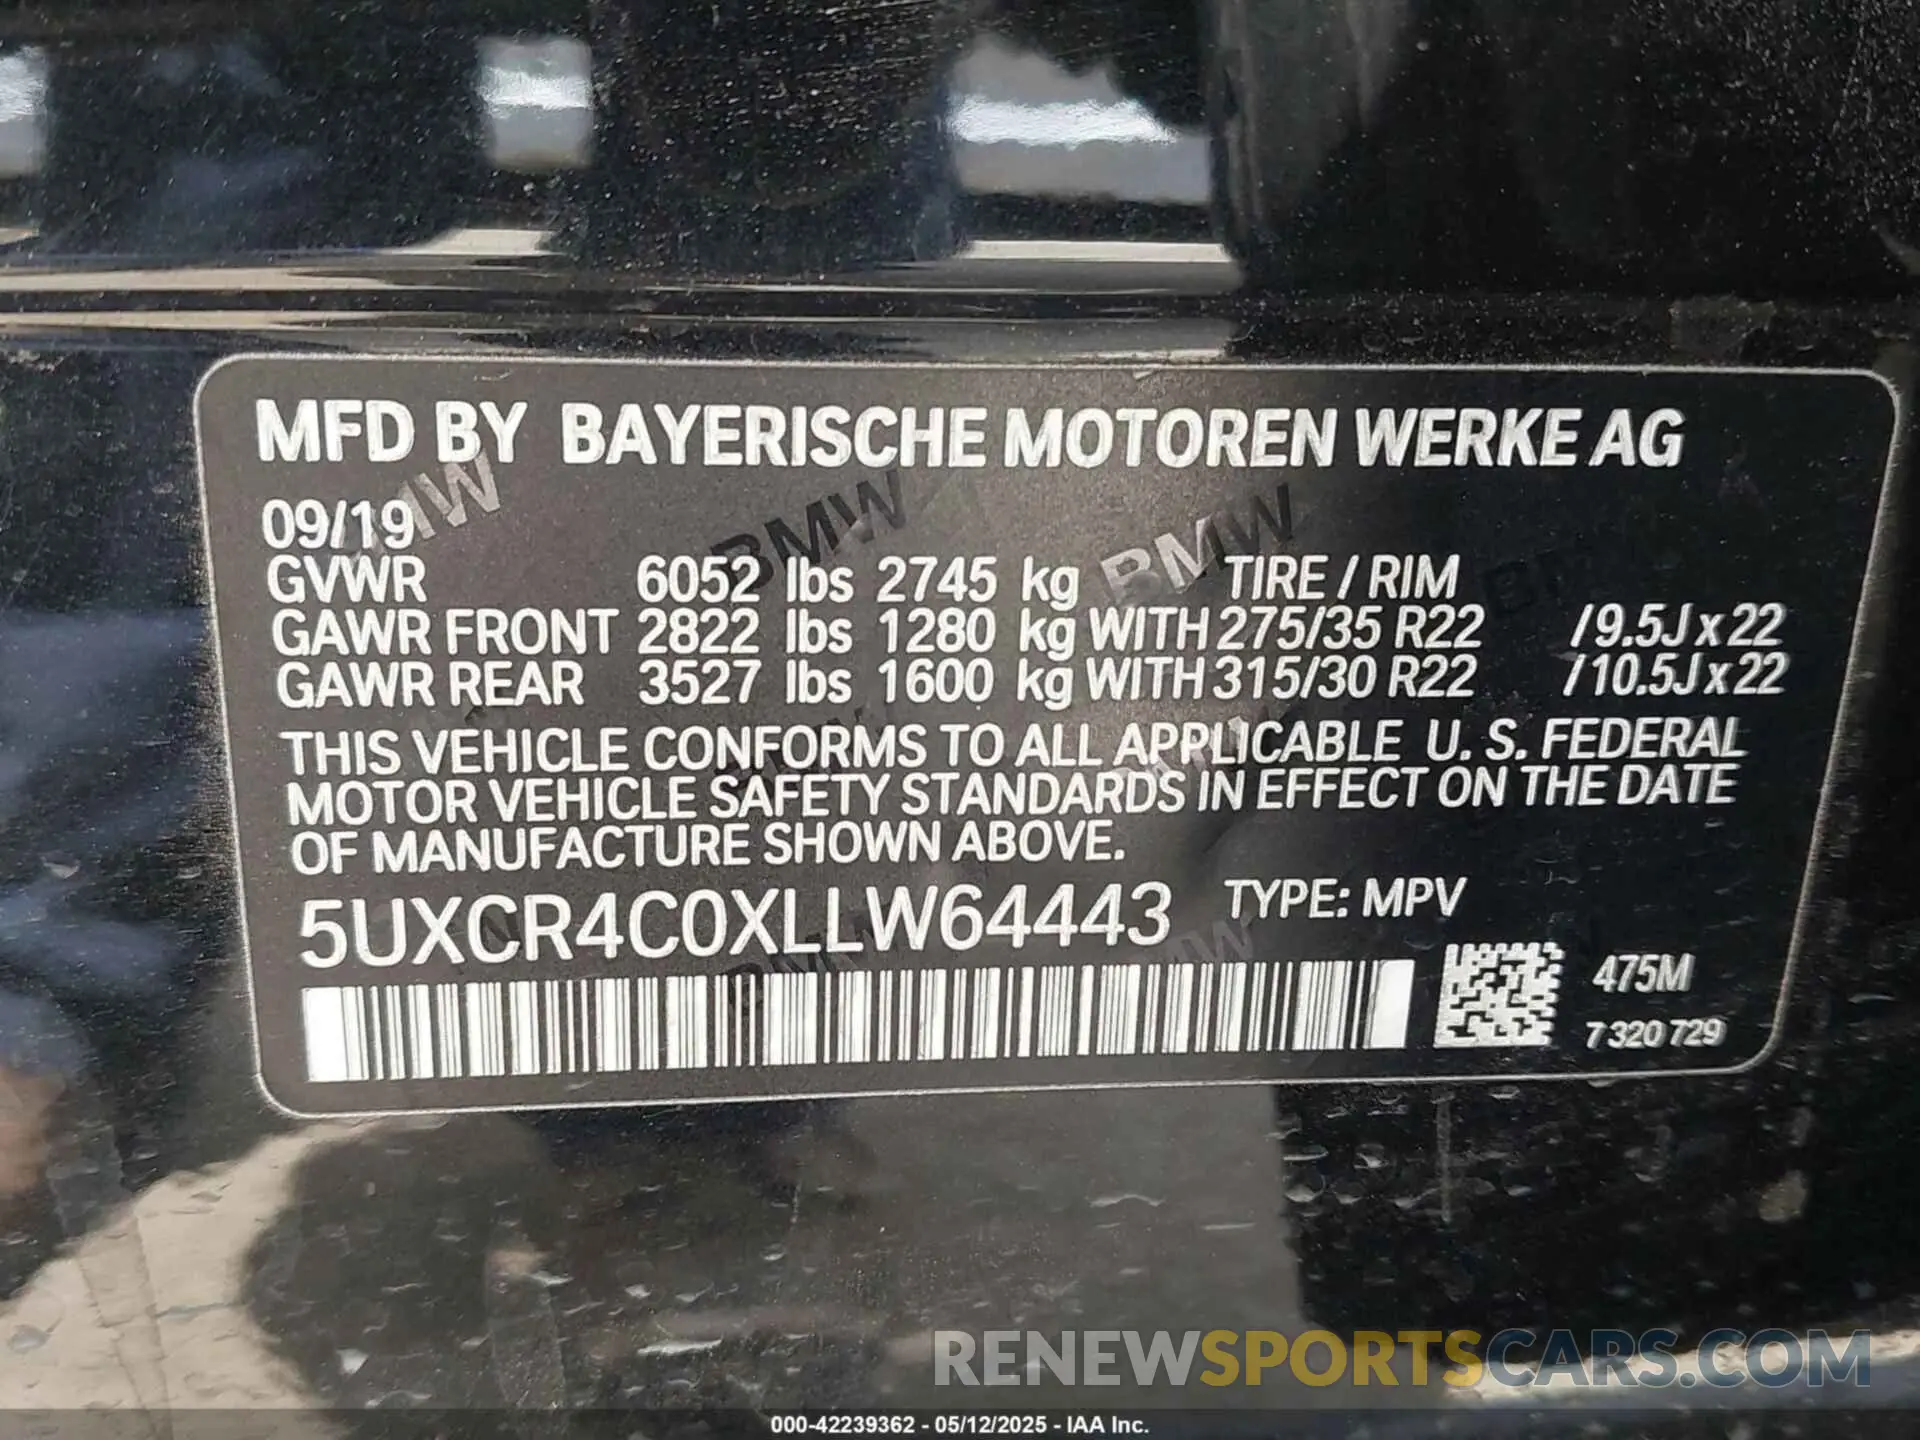 MFD BY BAYERISCHE MOTOREN WERKE AG
09/19
GVWR 6052 lbs 2745 kg TIRE / RIM
GAWR FRONT 2822 lbs 1280 kg WITH 275/35 R22 /9.5J x 22
GAWR REAR 3527 lbs 1600 kg WITH 315/30 R22 /10.5J x 22
THIS VEHICLE CONFORMS TO ALL APPLICABLE U. S. FEDERAL
MOTOR VEHICLE SAFETY STANDARDS IN EFFECT ON THE DATE
OF MANUFACTURE SHOWN ABOVE.
5UXCR4C0XLLW64443 TYPE: MPV
475M
7 320 729
BMW BMW BMW BMW
RENEWSPORTSCARS.COM
000-42239362 - 05/12/2025 - IAA Inc.